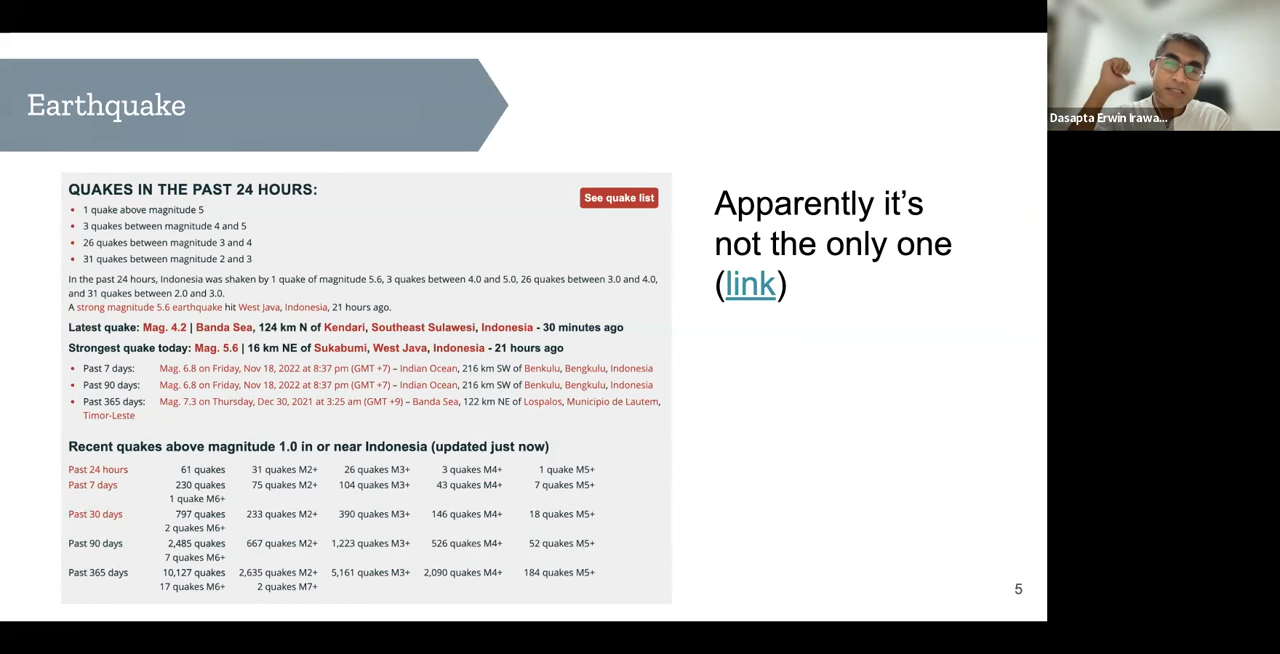 Earthquake
Dasapta Erwin Irawa...
QUAKES IN THE PAST 24 HOURS:
See quake list
• 1 quake above magnitude 5
• 3 quakes between magnitude 4 and 5
• 26 quakes between magnitude 3 and 4
• 31 quakes between magnitude 2 and 3
In the past 24 hours, Indonesia was shaken by 1 quake of magnitude 5.6, 3 quakes between 4.0 and 5.0, 26 quakes between 3.0 and 4.0,
and 31 quakes between 2.0 and 3.0.
A strong magnitude 5.6 earthquake hit West Java, Indonesia, 21 hours ago.
Latest quake: Mag. 4.2 | Banda Sea, 124 km N of Kendari, Southeast Sulawesi, Indonesia - 30 minutes ago
Strongest quake today: Mag. 5.6 | 16 km NE of Sukabumi, West Java, Indonesia - 21 hours ago
• Past 7 days: Mag. 6.8 on Friday, Nov 18, 2022 at 8:37 pm (GMT +7) – Indian Ocean, 216 km SW of Benkulu, Bengkulu, Indonesia
• Past 90 days: Mag. 6.8 on Friday, Nov 18, 2022 at 8:37 pm (GMT +7) – Indian Ocean, 216 km SW of Benkulu, Bengkulu, Indonesia
• Past 365 days: Mag. 7.3 on Thursday, Dec 30, 2021 at 3:25 am (GMT +9) – Banda Sea, 122 km NE of Lospalos, Município de Lautem,
Timor-Leste
Recent quakes above magnitude 1.0 in or near Indonesia (updated just now)
Past 24 hours 61 quakes 31 quakes M2+ 26 quakes M3+ 3 quakes M4+ 1 quake M5+
Past 7 days 230 quakes 75 quakes M2+ 104 quakes M3+ 43 quakes M4+ 7 quakes M5+
1 quake M6+
Past 30 days 797 quakes 233 quakes M2+ 390 quakes M3+ 146 quakes M4+ 18 quakes M5+
2 quakes M6+
Past 90 days 2,485 quakes 667 quakes M2+ 1,223 quakes M3+ 526 quakes M4+ 52 quakes M5+
7 quakes M6+
Past 365 days 10,127 quakes 2,635 quakes M2+ 5,161 quakes M3+ 2,090 quakes M4+ 184 quakes M5+
17 quakes M6+ 2 quakes M7+
Apparently it’s
not the only one
(link)
5